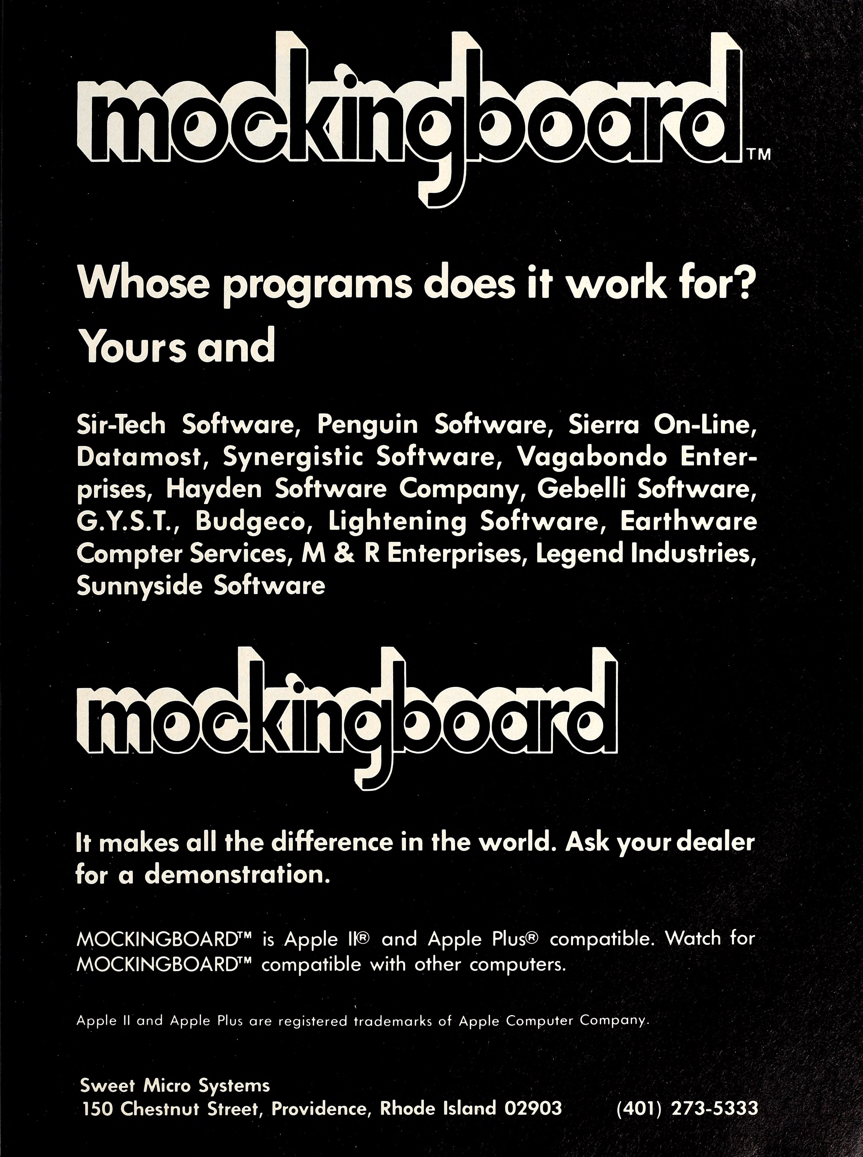 mockingboard™
Whose programs does it work for?
Yours and
Sir-Tech Software, Penguin Software, Sierra On-Line,
Datamost, Synergistic Software, Vagabondo Enter-
prises, Hayden Software Company, Gebelli Software,
G.Y.S.T., Budgeco, Lightening Software, Earthware
Compter Services, M & R Enterprises, Legend Industries,
Sunnyside Software
mockingboard
It makes all the difference in the world. Ask your dealer
for a demonstration.
MOCKINGBOARD™ is Apple II® and Apple Plus® compatible. Watch for
MOCKINGBOARD™ compatible with other computers.
Apple II and Apple Plus are registered trademarks of Apple Computer Company.
Sweet Micro Systems
150 Chestnut Street, Providence, Rhode Island 02903 (401) 273-5333